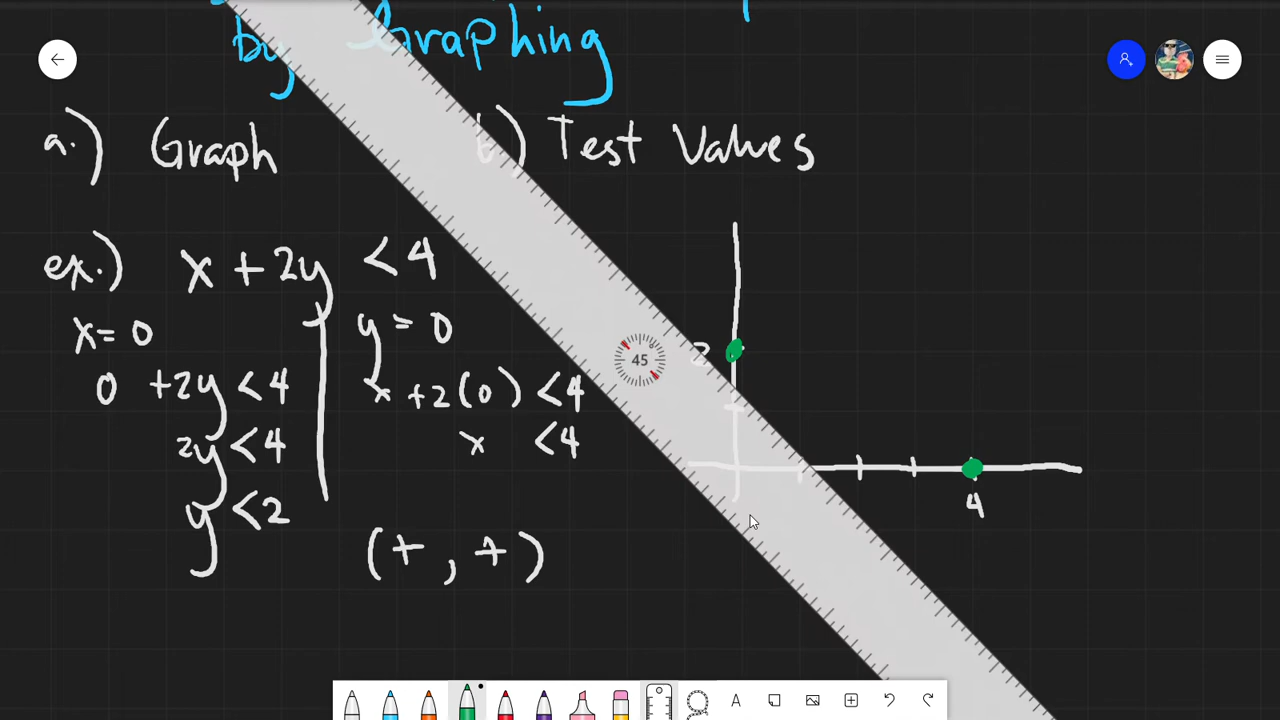 by Graphing
a.) Graph b) Test Values
ex.) x + 2y < 4
x = 0 y = 0
0 + 2y < 4 x + 2(0) < 4
2y < 4 x < 4
y < 2
(+, +)
2
45
4
A